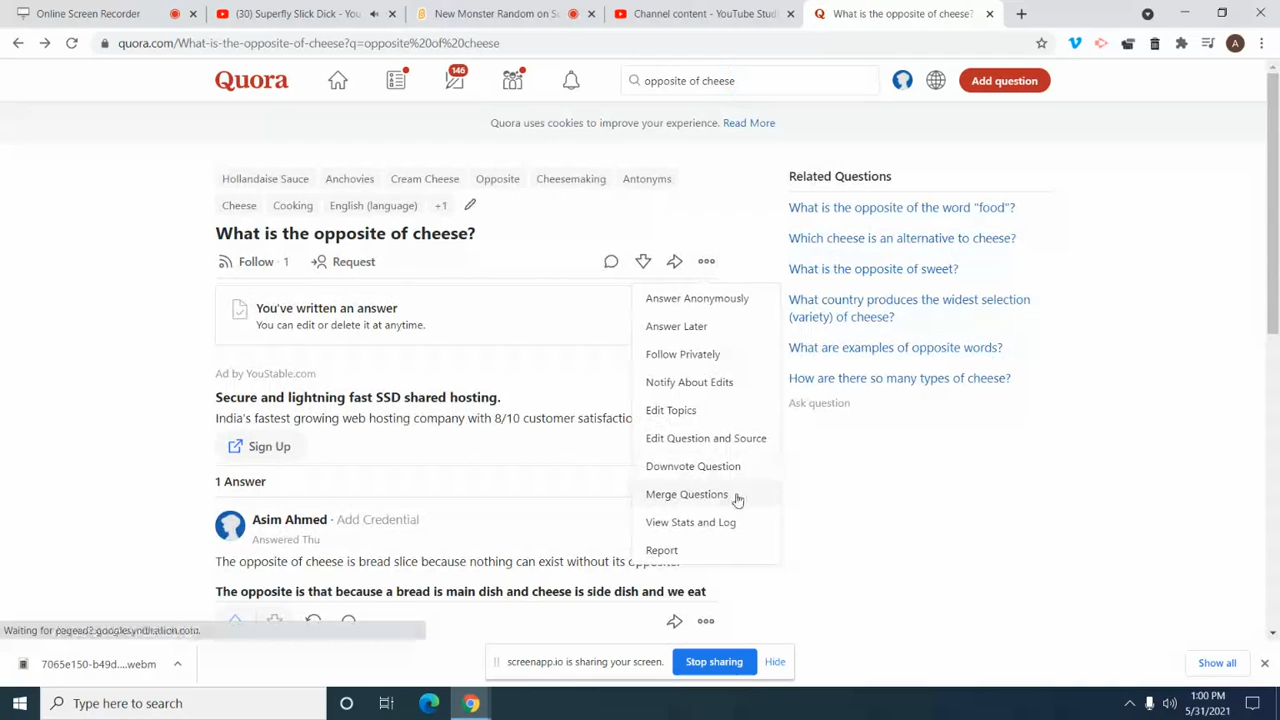 Online Screen Recorder
(30) Superfly Slick Dick - You
New Monster Random on S
Channel content - YouTube Studi
What is the opposite of cheese?
quora.com/What-is-the-opposite-of-cheese?q=opposite%20of%20cheese
A
Quora
146
opposite of cheese
Add question
Quora uses cookies to improve your experience. Read More
Hollandaise Sauce Anchovies Cream Cheese Opposite Cheesemaking Antonyms
Cheese Cooking English (language) +1
What is the opposite of cheese?
Follow · 1 Request
You've written an answer
You can edit or delete it at anytime.
Ad by YouStable.com
Secure and lightning fast SSD shared hosting.
India's fastest growing web hosting company with 8/10 customer satisfactio
Sign Up
1 Answer
Asim Ahmed · Add Credential
Answered Thu
The opposite of cheese is bread slice because nothing can exist without its opposite.
The opposite is that because a bread is main dish and cheese is side dish and we eat
Answer Anonymously
Answer Later
Follow Privately
Notify About Edits
Edit Topics
Edit Question and Source
Downvote Question
Merge Questions
View Stats and Log
Report
Related Questions
What is the opposite of the word "food"?
Which cheese is an alternative to cheese?
What is the opposite of sweet?
What country produces the widest selection
(variety) of cheese?
What are examples of opposite words?
How are there so many types of cheese?
Ask question
Waiting for pagead2.googlesyndication.com...
7065e150-b49d....webm
screenapp.io is sharing your screen.
Stop sharing
Hide
Show all
Type here to search
1:00 PM
5/31/2021